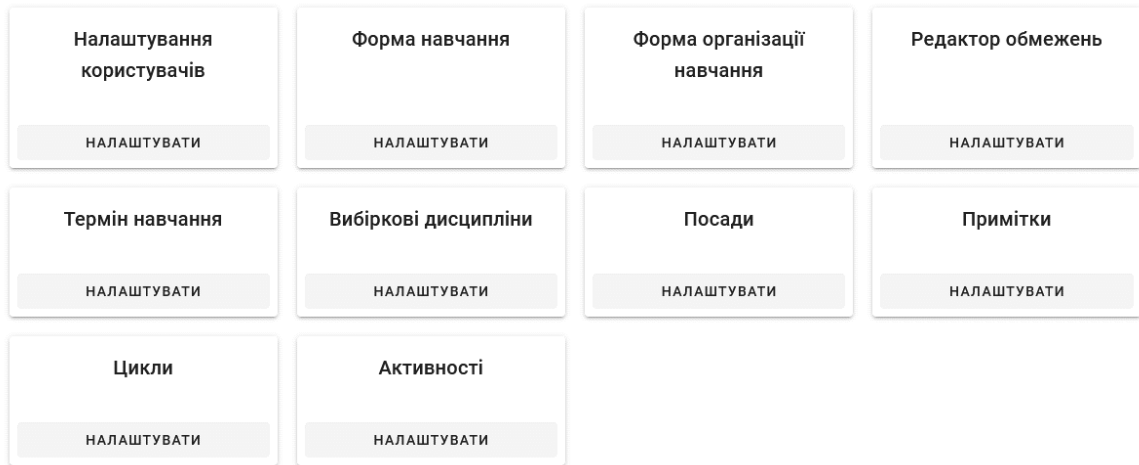 Налаштування
користувачів
НАЛАШТУВАТИ
Форма навчання
НАЛАШТУВАТИ
Форма організації
навчання
НАЛАШТУВАТИ
Редактор обмежень
НАЛАШТУВАТИ
Термін навчання
НАЛАШТУВАТИ
Вибіркові дисципліни
НАЛАШТУВАТИ
Посади
НАЛАШТУВАТИ
Примітки
НАЛАШТУВАТИ
Цикли
НАЛАШТУВАТИ
Активності
НАЛАШТУВАТИ